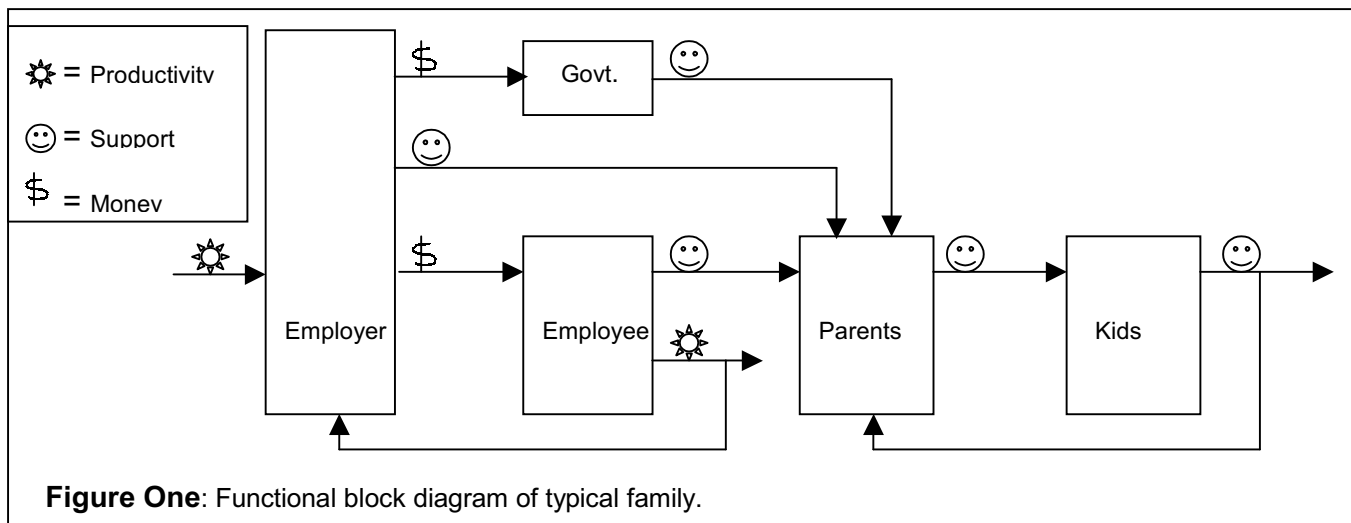 = Productivity
= Support
$ = Money
$
Govt.
$
Employer
Employee
Parents
Kids
Figure One: Functional block diagram of typical family.